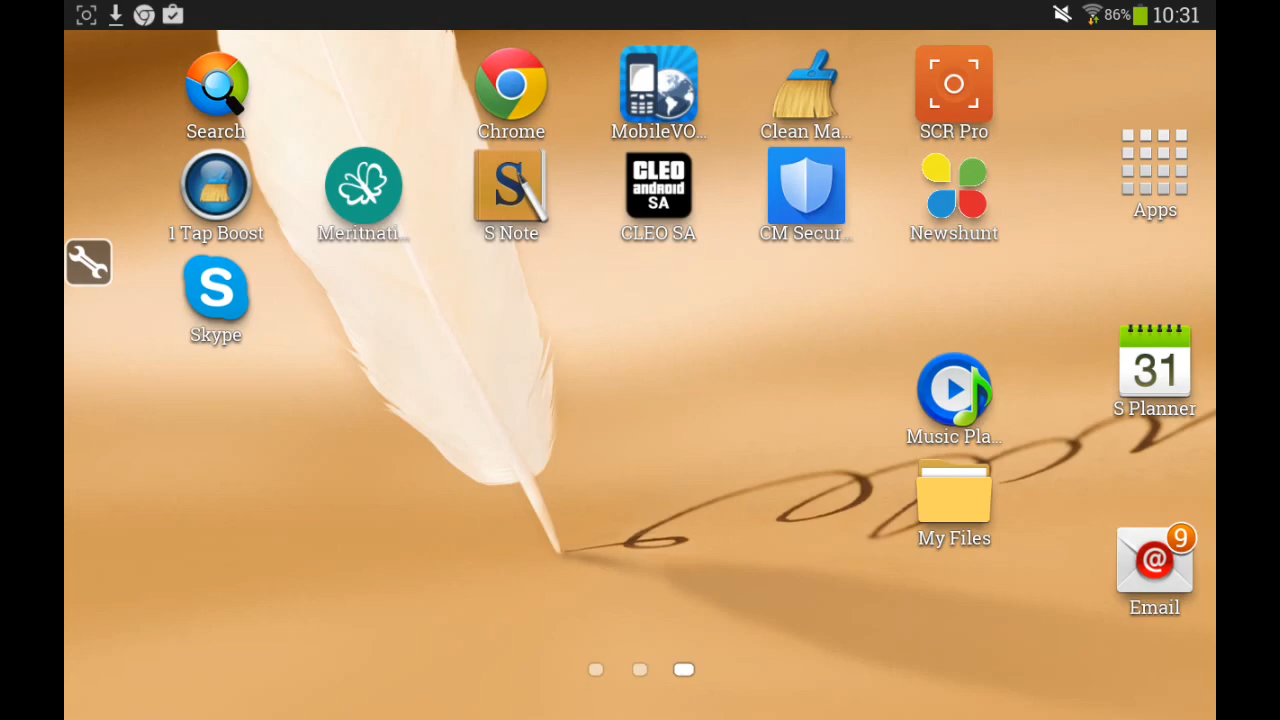 86% 10:31
Search
Chrome
MobileVO...
Clean Ma...
SCR Pro
CLEO
android
SA
1 Tap Boost
Meritnati...
S
S Note
CLEO SA
CM Secur...
Newshunt
Apps
S
Skype
31
S Planner
Music Pla...
My Files
@
9
Email